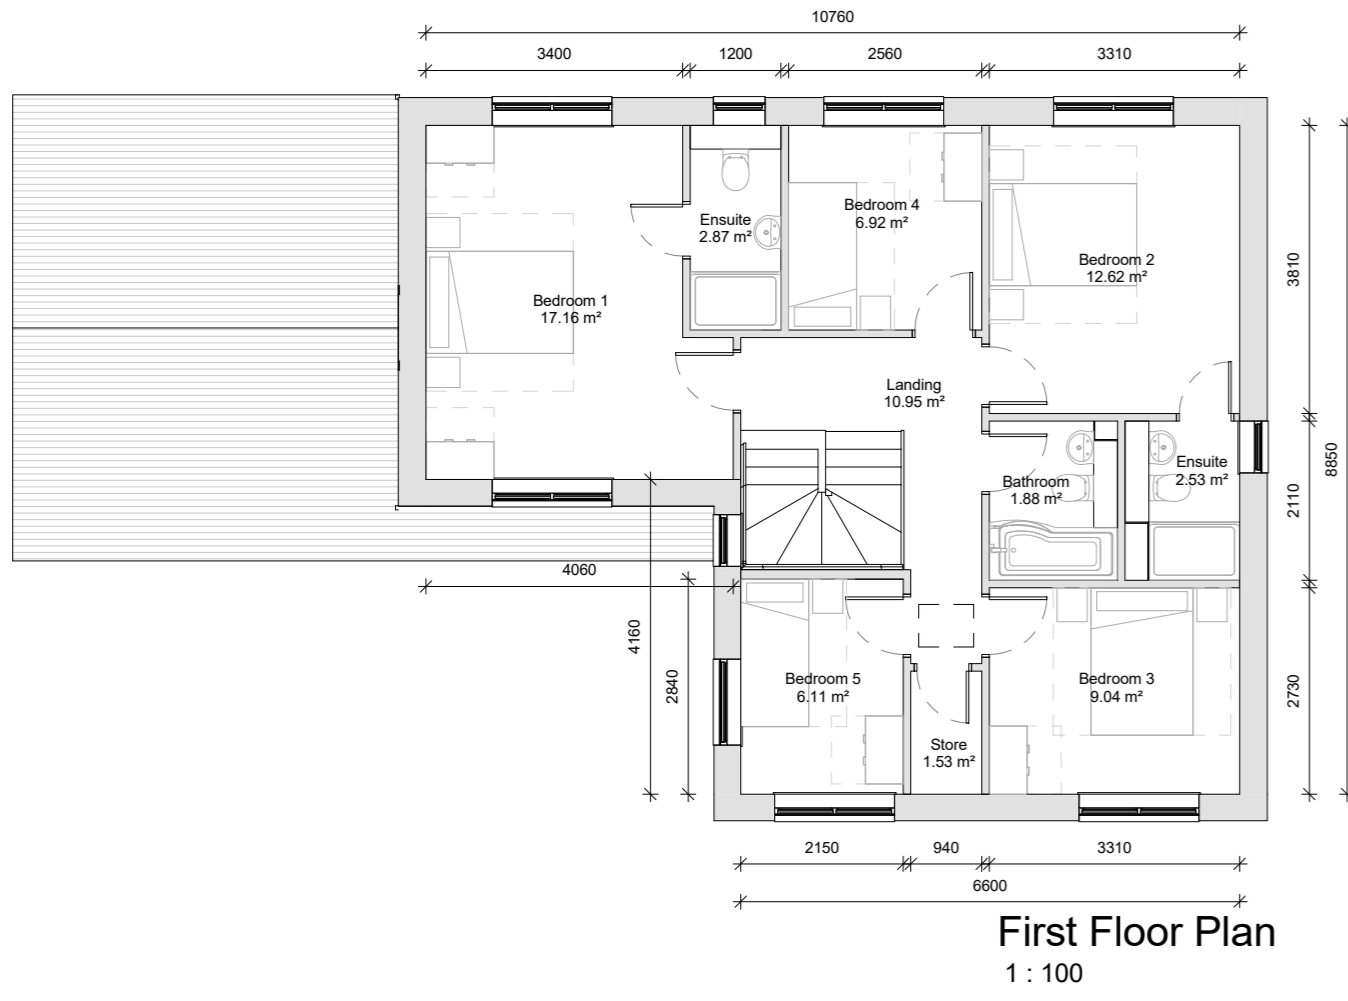 10760
3400
1200
2560
3310
Ensuite
2.87 m²
Bedroom 4
6.92 m²
Bedroom 2
12.62 m²
Bedroom 1
17.16 m²
3810
Landing
10.95 m²
Bathroom
1.88 m²
Ensuite
2.53 m²
2110
8850
4060
4160
2840
Bedroom 5
6.11 m²
Bedroom 3
9.04 m²
2730
Store
1.53 m²
2150
940
3310
6600
First Floor Plan
1 : 100